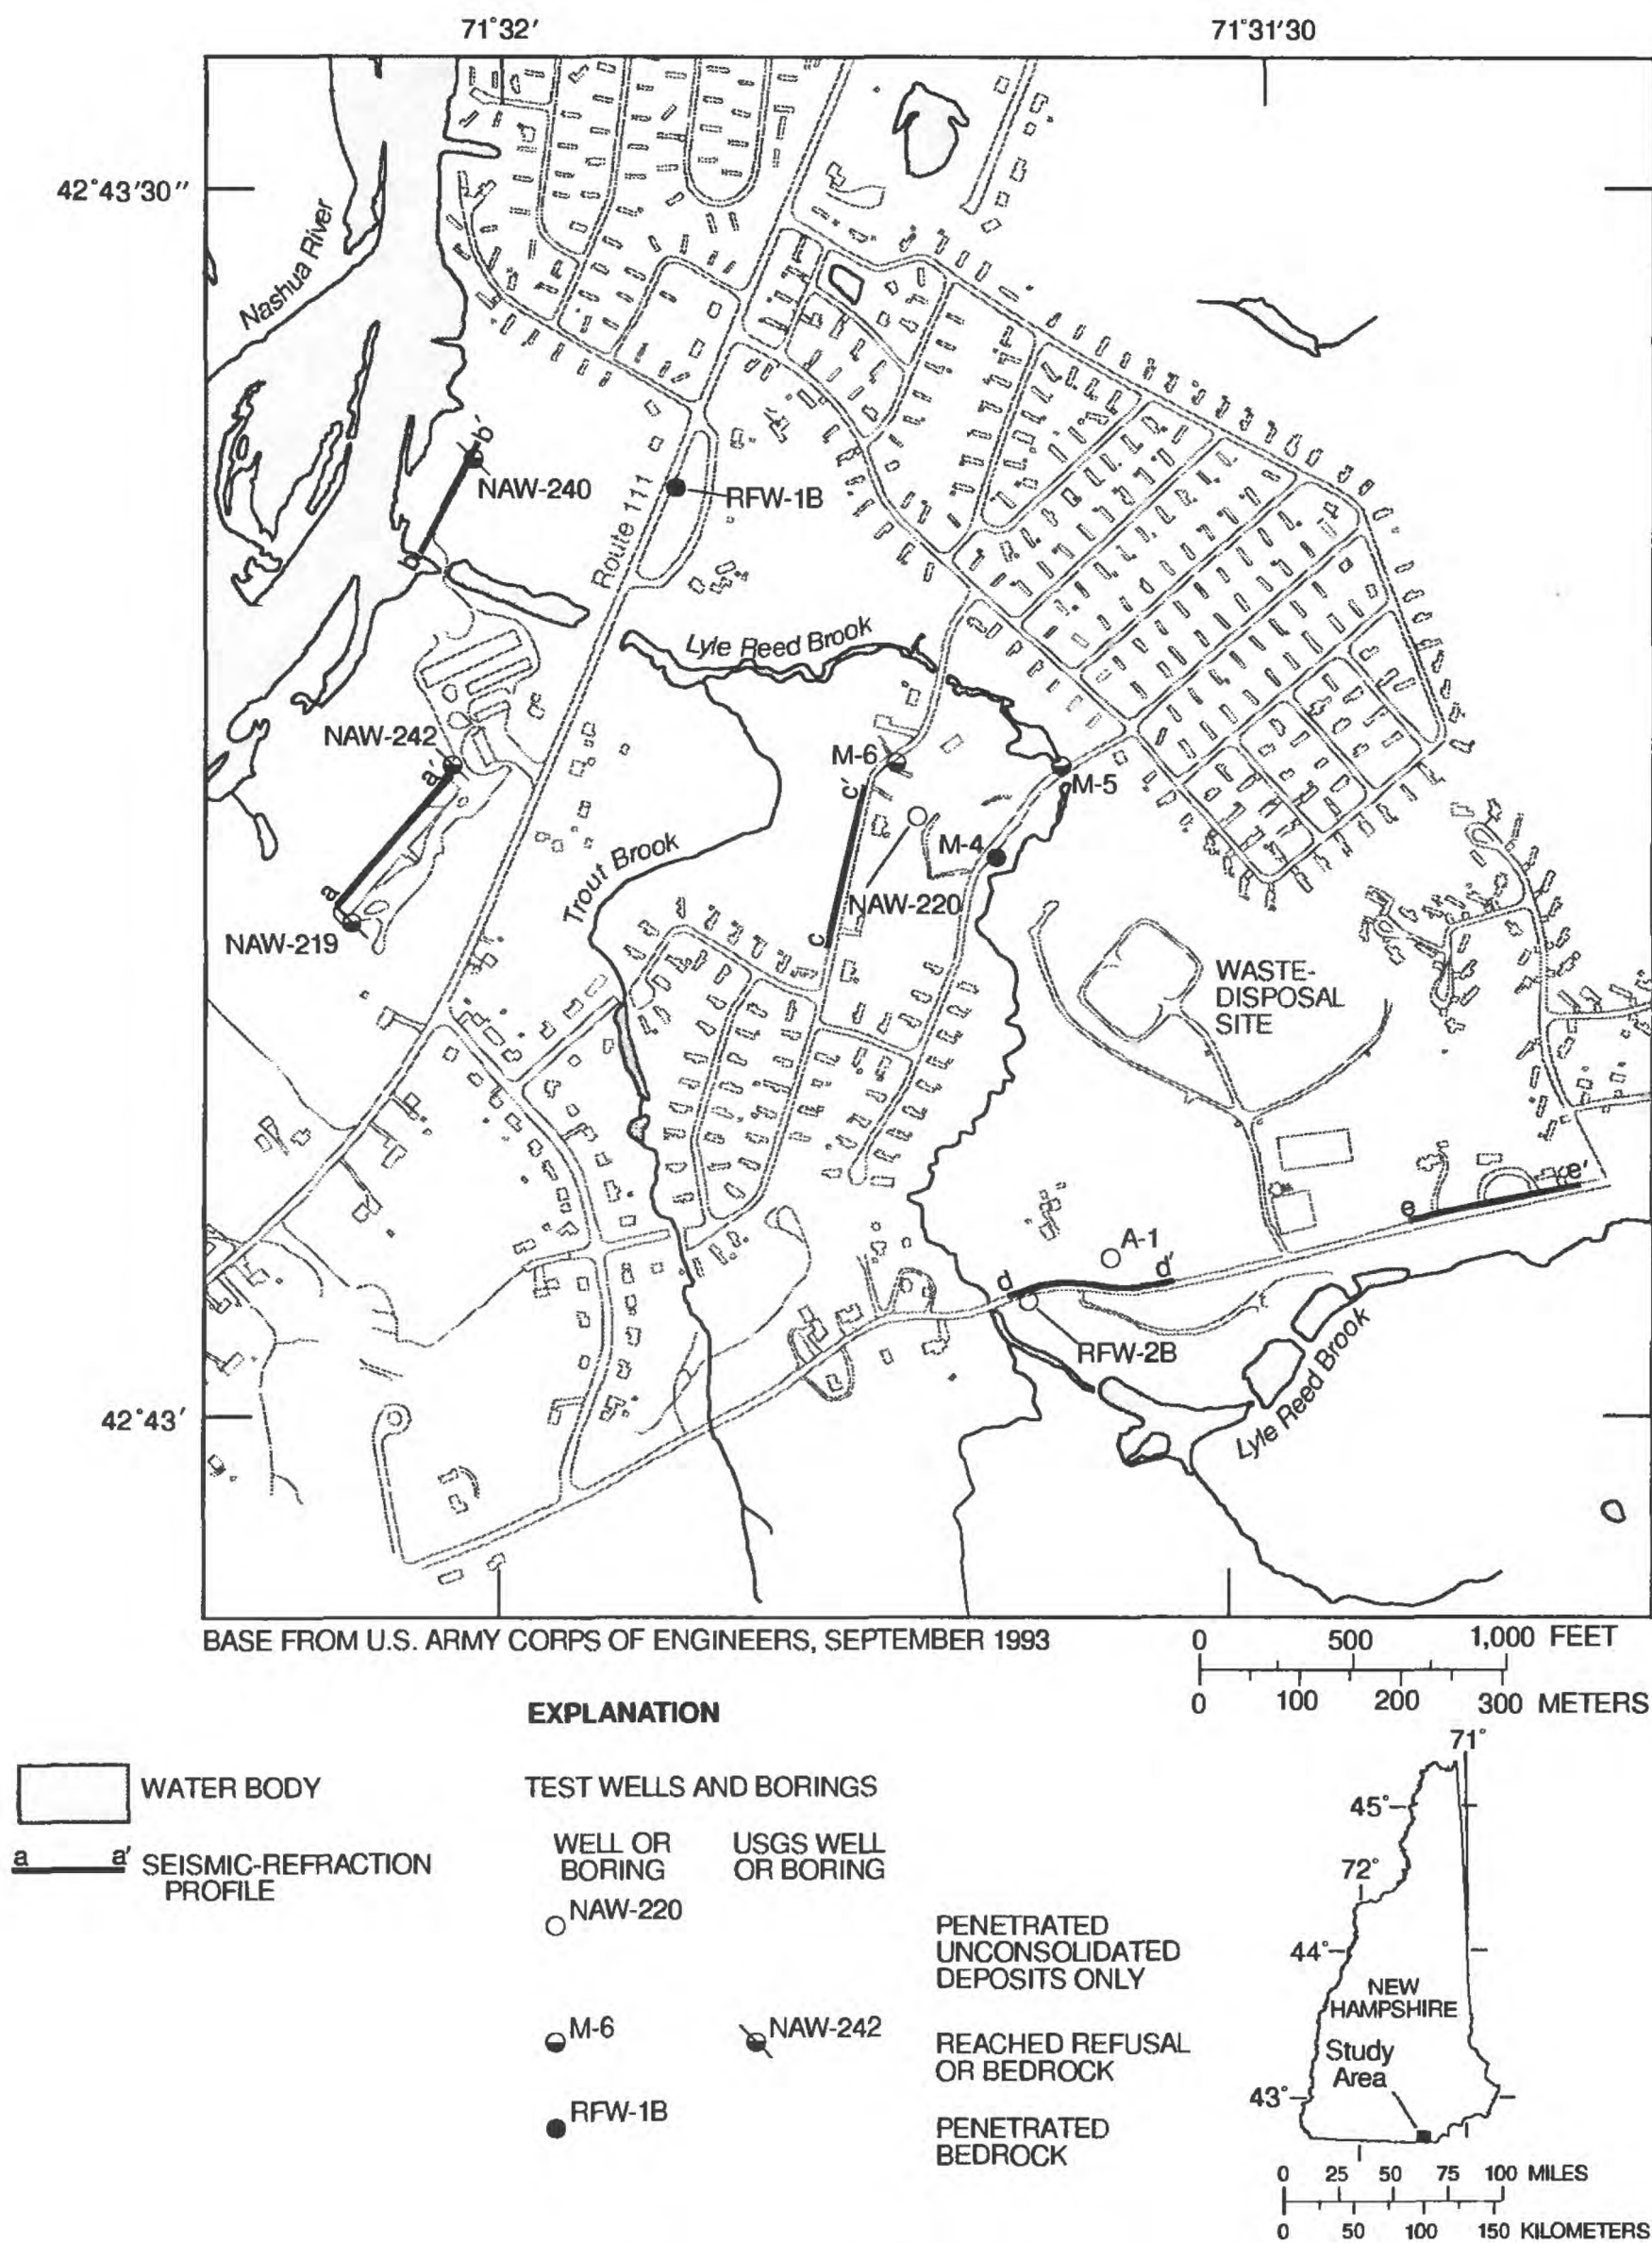 71°32'
71°31'30
42°43'30"
Nashua River
b'
NAW-240
RFW-1B
Route 111
b
Lyle Reed Brook
NAW-242
a'
M-6
c'
M-5
M-4
Trout Brook
a
NAW-220
c
NAW-219
WASTE-
DISPOSAL
SITE
e
e'
A-1
d
d'
RFW-2B
Lyle Reed Brook
42°43'
BASE FROM U.S. ARMY CORPS OF ENGINEERS, SEPTEMBER 1993
0 500 1,000 FEET
0 100 200 300 METERS
EXPLANATION
WATER BODY
a a' SEISMIC-REFRACTION
PROFILE
TEST WELLS AND BORINGS
WELL OR
BORING
USGS WELL
OR BORING
NAW-220
PENETRATED
UNCONSOLIDATED
DEPOSITS ONLY
M-6
NAW-242
REACHED REFUSAL
OR BEDROCK
RFW-1B
PENETRATED
BEDROCK
71°
45°
72°
44°
NEW
HAMPSHIRE
Study
Area
43°
0 25 50 75 100 MILES
0 50 100 150 KILOMETERS